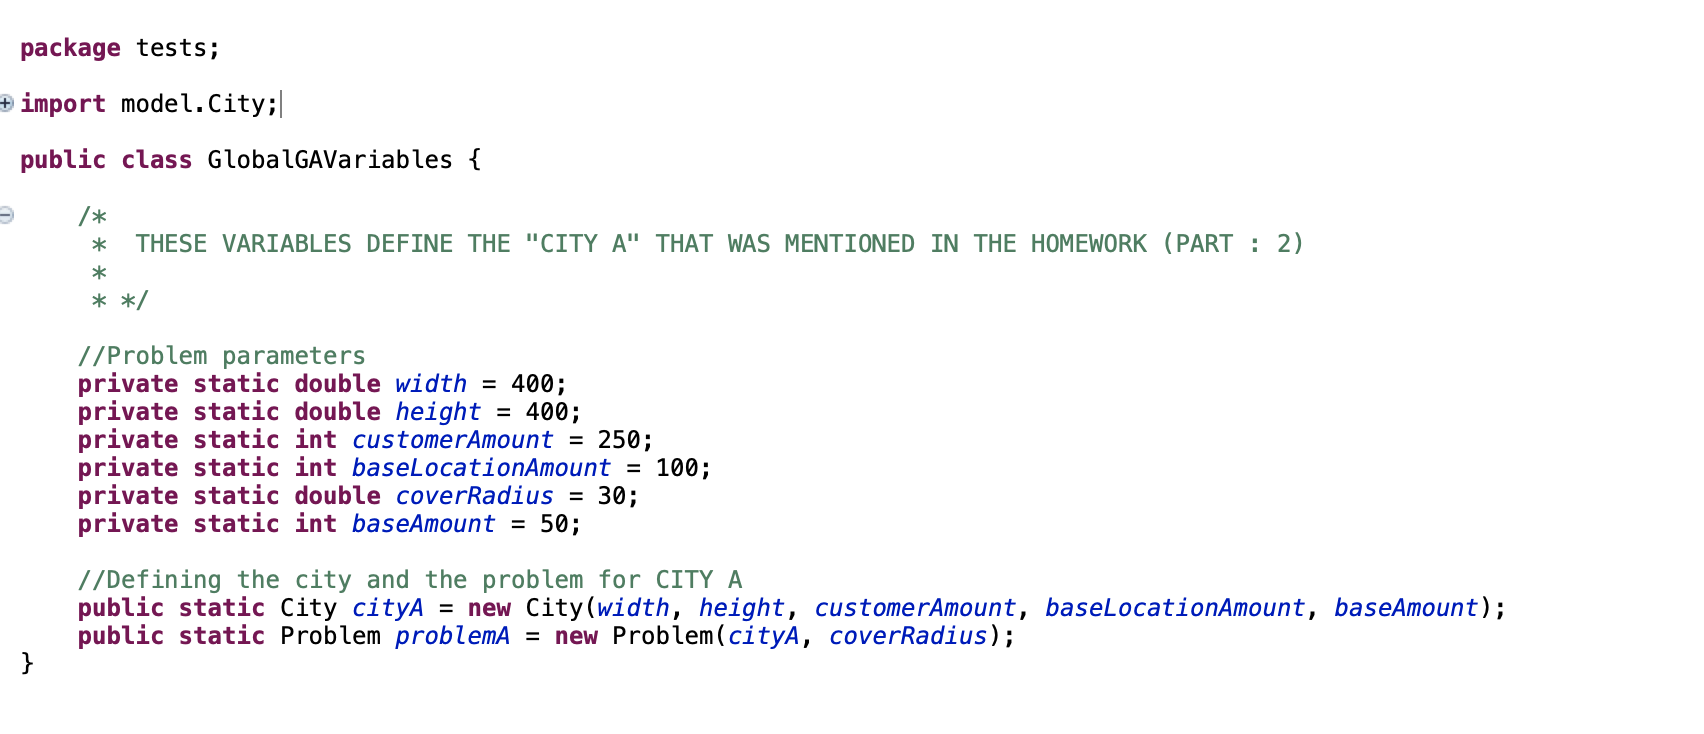 package tests;
import model.City;
public class GlobalGAVariables {
/*
*  THESE VARIABLES DEFINE THE "CITY A" THAT WAS MENTIONED IN THE HOMEWORK (PART : 2)
*
* */
//Problem parameters
private static double width = 400;
private static double height = 400;
private static int customerAmount = 250;
private static int baseLocationAmount = 100;
private static double coverRadius = 30;
private static int baseAmount = 50;
//Defining the city and the problem for CITY A
public static City cityA = new City(width, height, customerAmount, baseLocationAmount, baseAmount);
public static Problem problemA = new Problem(cityA, coverRadius);
}